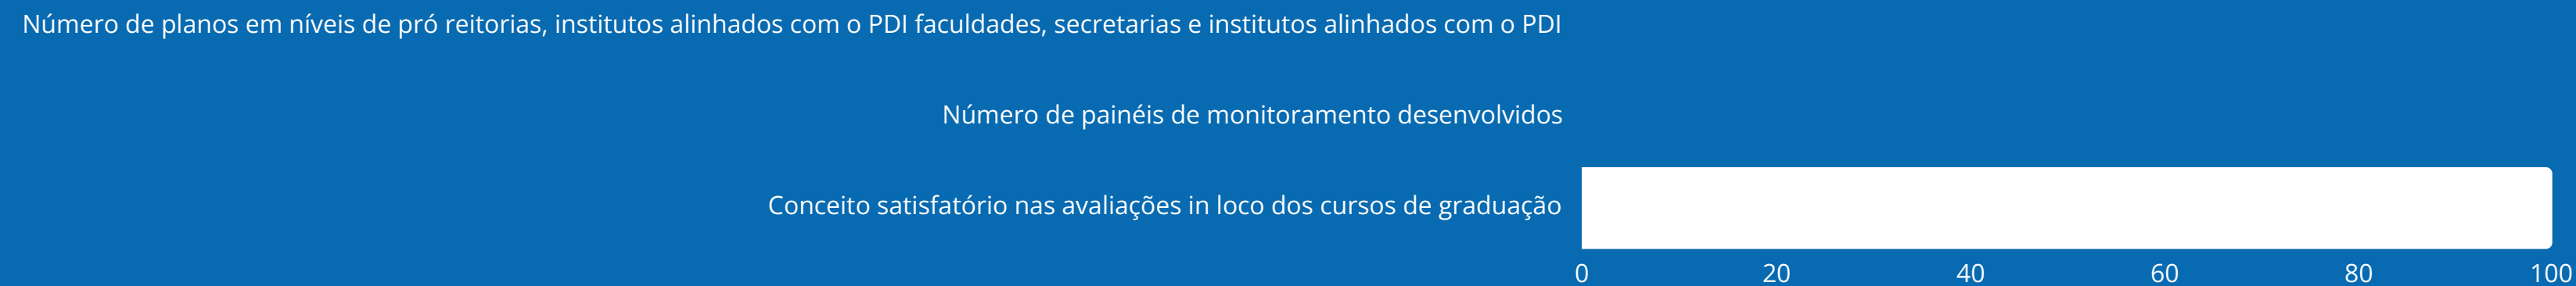 Número de planos em níveis de pró reitorias, institutos alinhados com o PDI faculdades, secretarias e institutos alinhados com o PDI
Número de painéis de monitoramento desenvolvidos
Conceito satisfatório nas avaliações in loco dos cursos de graduação
0 20 40 60 80 100